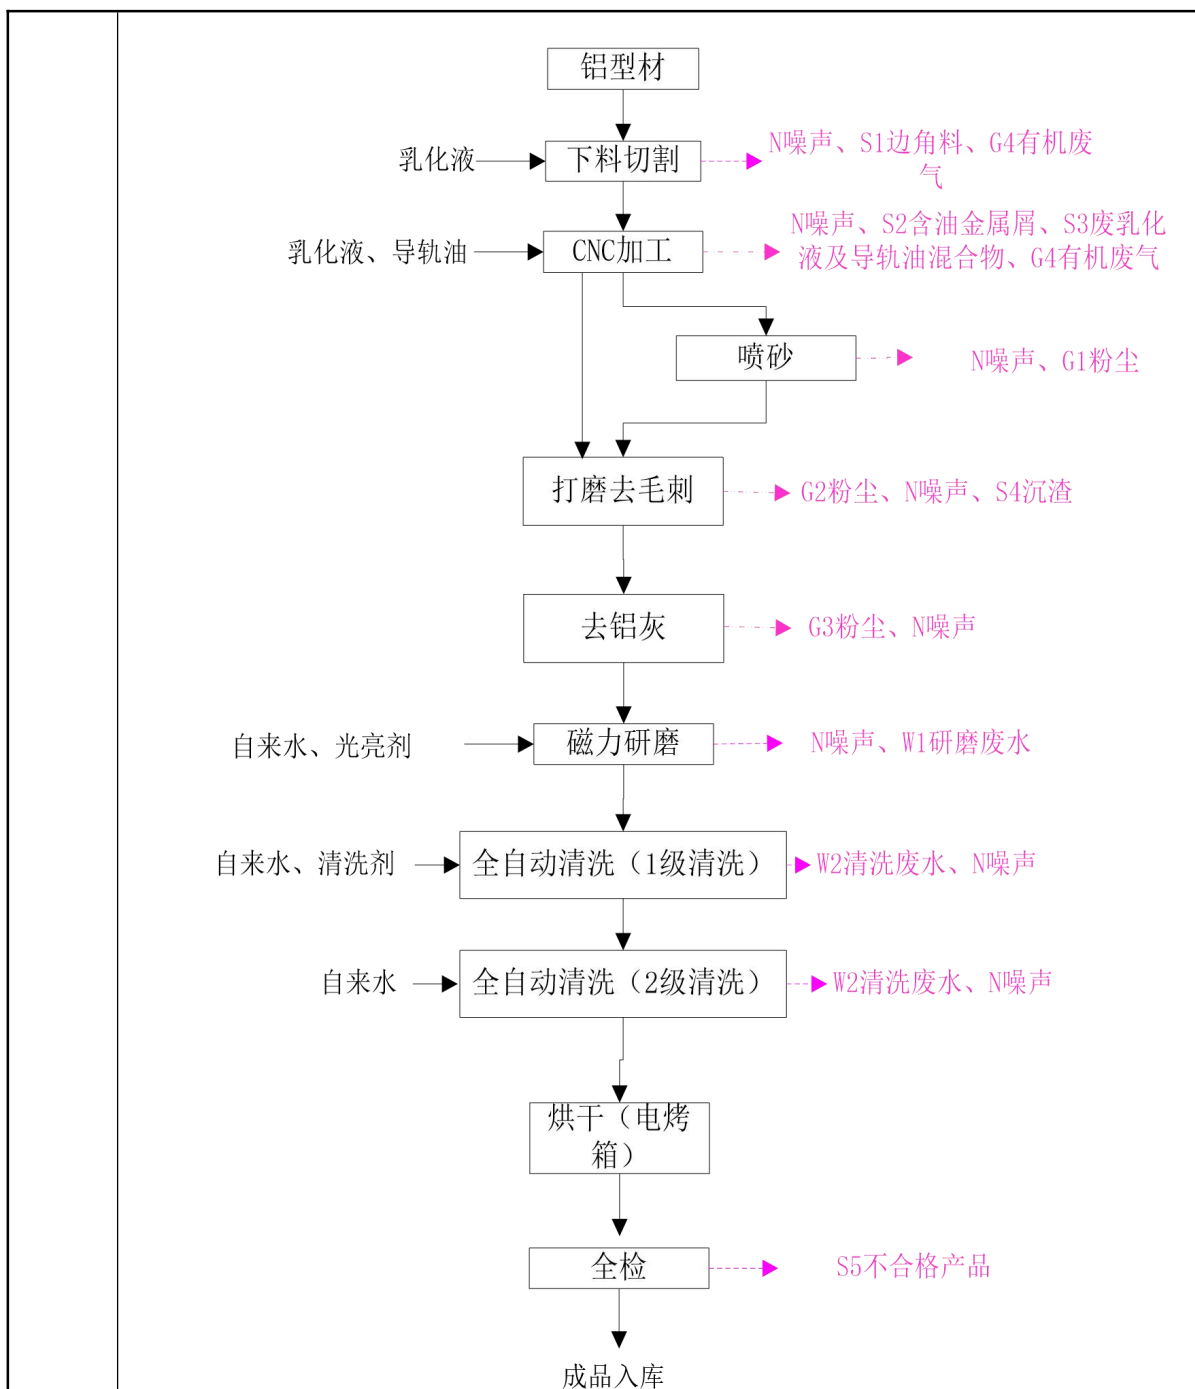 铝型材
乳化液
下料切割
N噪声、S1边角料、G4有机废
气
乳化液、导轨油
CNC加工
N噪声、S2含油金属屑、S3废乳化
液及导轨油混合物、G4有机废气
喷砂
N噪声、G1粉尘
打磨去毛刺
G2粉尘、N噪声、S4沉渣
去铝灰
G3粉尘、N噪声
自来水、光亮剂
磁力研磨
N噪声、W1研磨废水
自来水、清洗剂
全自动清洗（1级清洗）
W2清洗废水、N噪声
自来水
全自动清洗（2级清洗）
W2清洗废水、N噪声
烘干（电烤
箱）
全检
S5不合格产品
成品入库